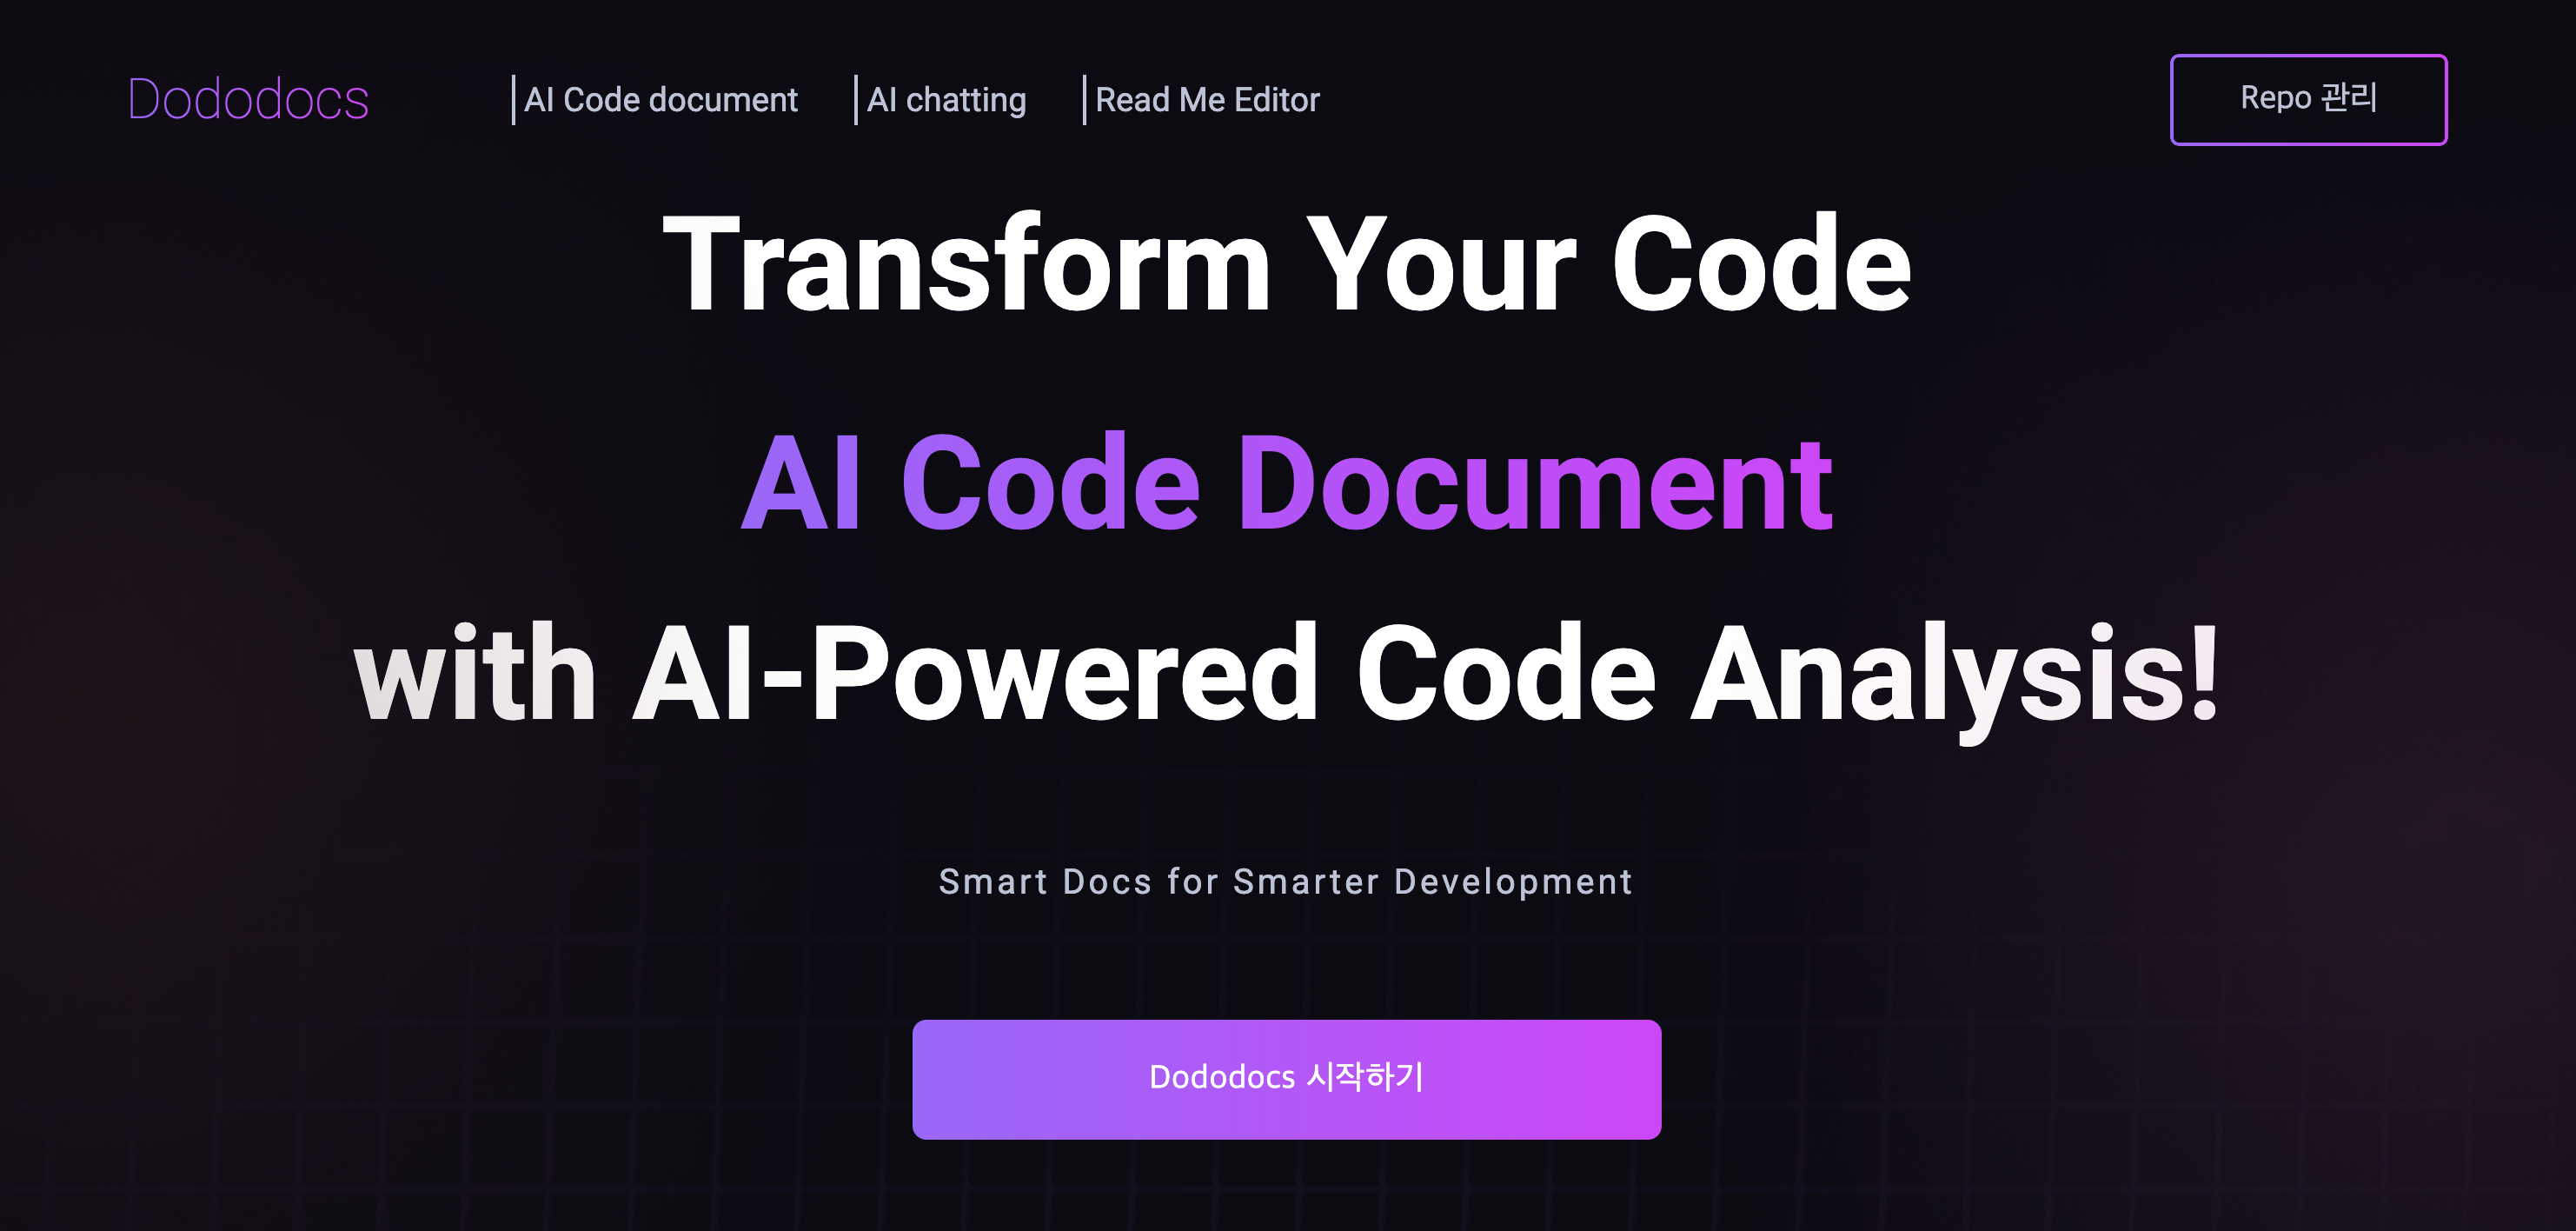 Dododocs
AI Code document
AI chatting
Read Me Editor
Repo 관리
Transform Your Code
AI Code Document
with AI-Powered Code Analysis!
Smart Docs for Smarter Development
Dododocs 시작하기